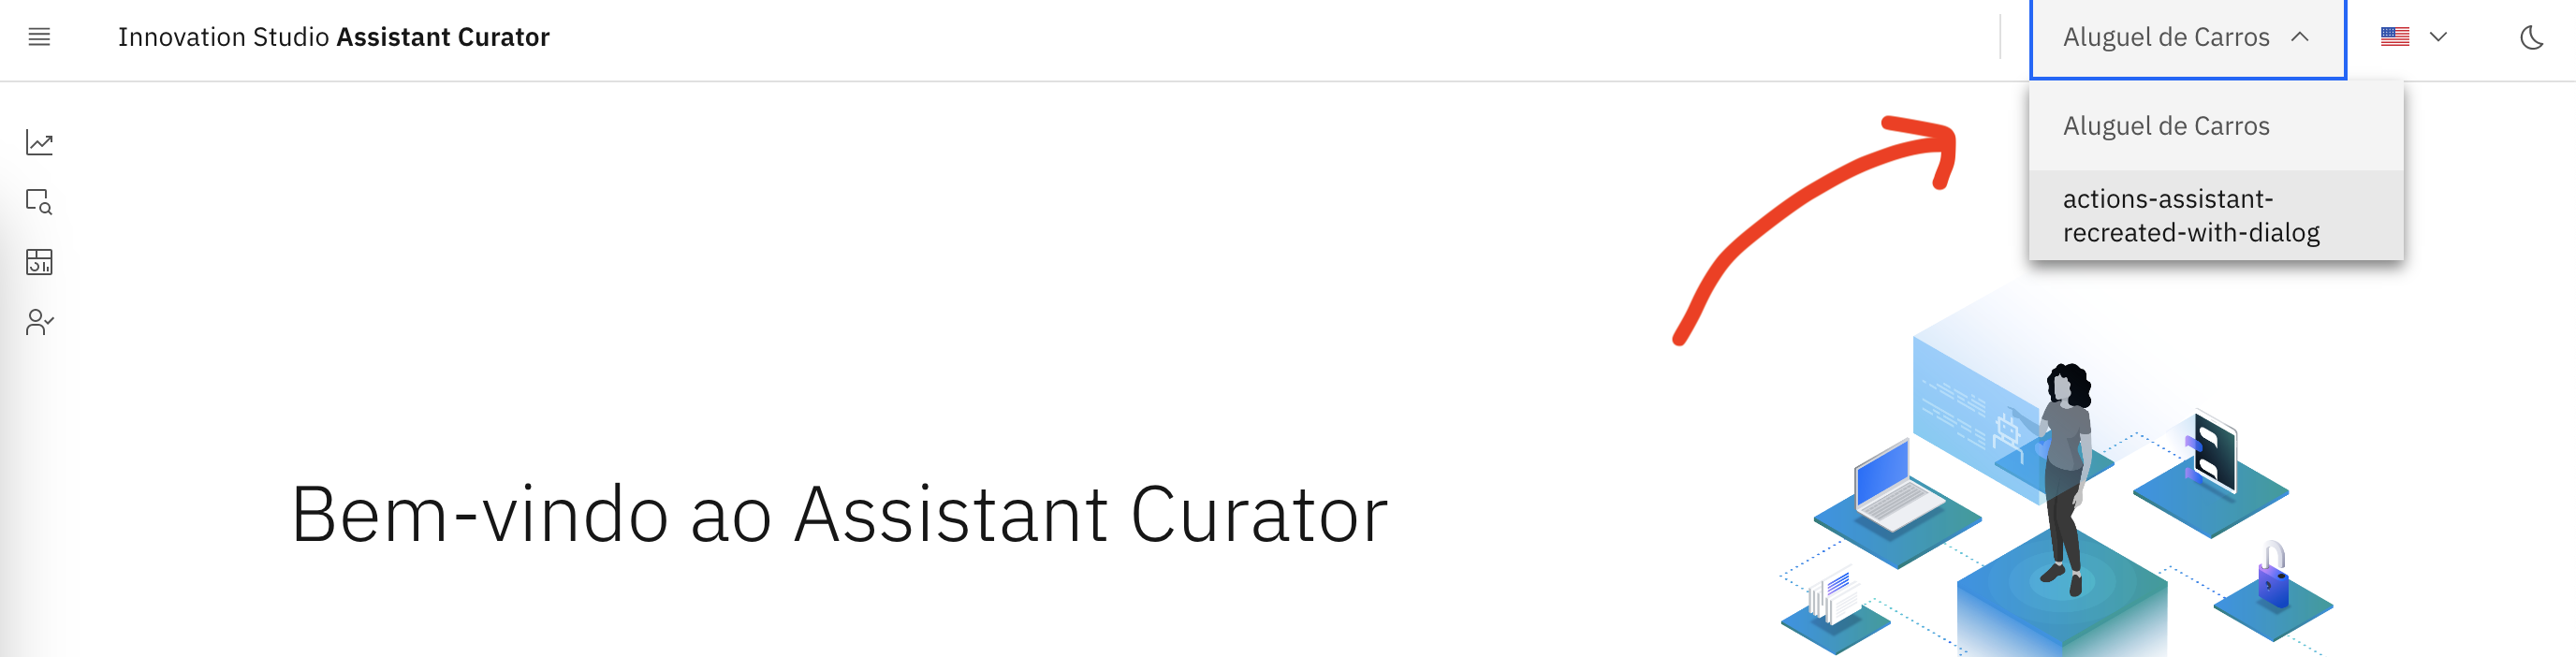 Innovation Studio Assistant Curator
Aluguel de Carros
Aluguel de Carros
actions-assistant-
recreated-with-dialog
Bem-vindo ao Assistant Curator